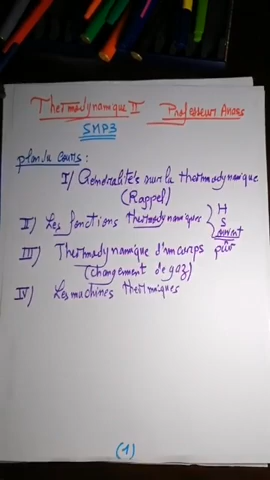 Thermodynamique II Professeur Anass
SMP3
plan du cours :
I/ Généralités sur la thermodynamique
(Rappel)
II) Les fonctions thermodynamiques H
S
III) Thermodynamique d'un corps pur
(changement de gaz)
IV) Les machines thermiques
(1)